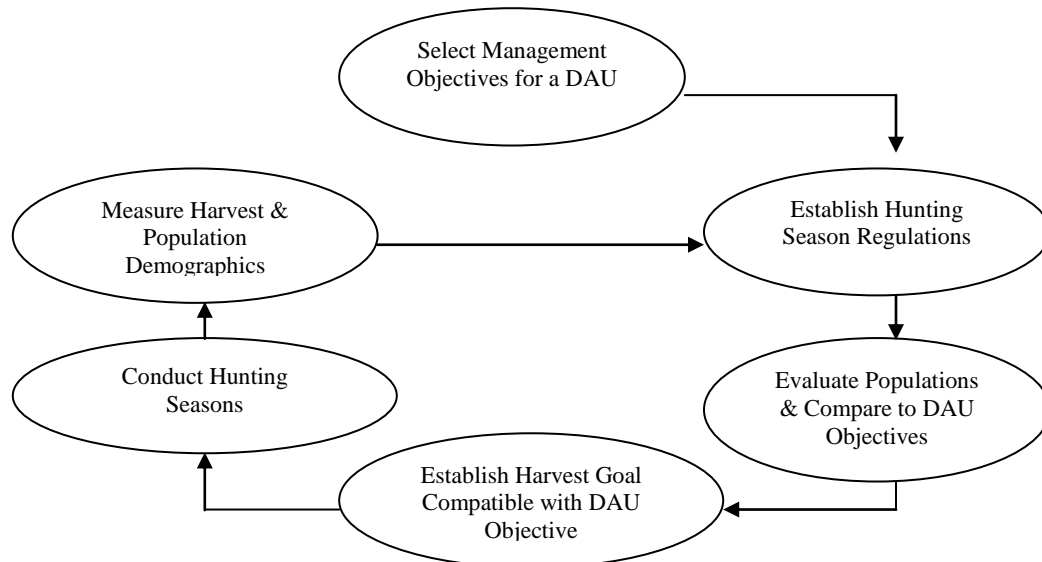 Select Management
Objectives for a DAU
Measure Harvest &
Population
Demographics
Establish Hunting
Season Regulations
Conduct Hunting
Seasons
Evaluate Populations
& Compare to DAU
Objectives
Establish Harvest Goal
Compatible with DAU
Objective